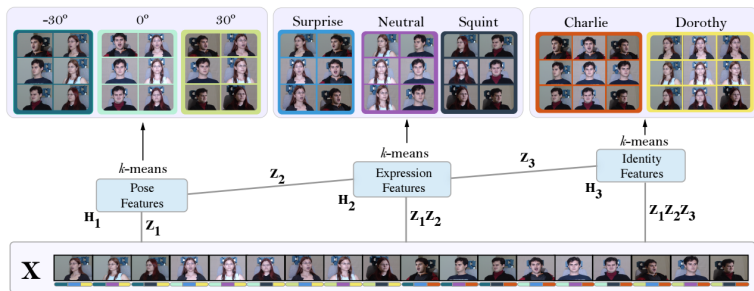 -30° 0° 30° Surprise Neutral Squint Charlie Dorothy
k-means k-means k-means
Pose Features
Expression Features
Identity Features
Z2
Z3
H1
H2
H3
Z1
Z1Z2
Z1Z2Z3
X